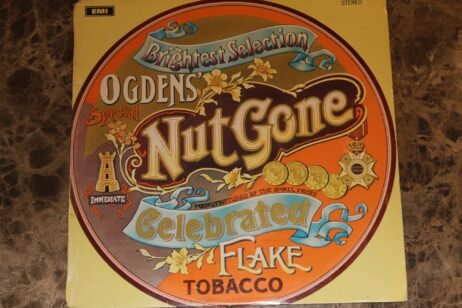 EMI
STEREO
Brightest Selection
OGDENS'
Special
Nut Gone
IMMEDIATE
MANUFACTURED BY THE SMALL FACES
Celebrated
FLAKE
TOBACCO